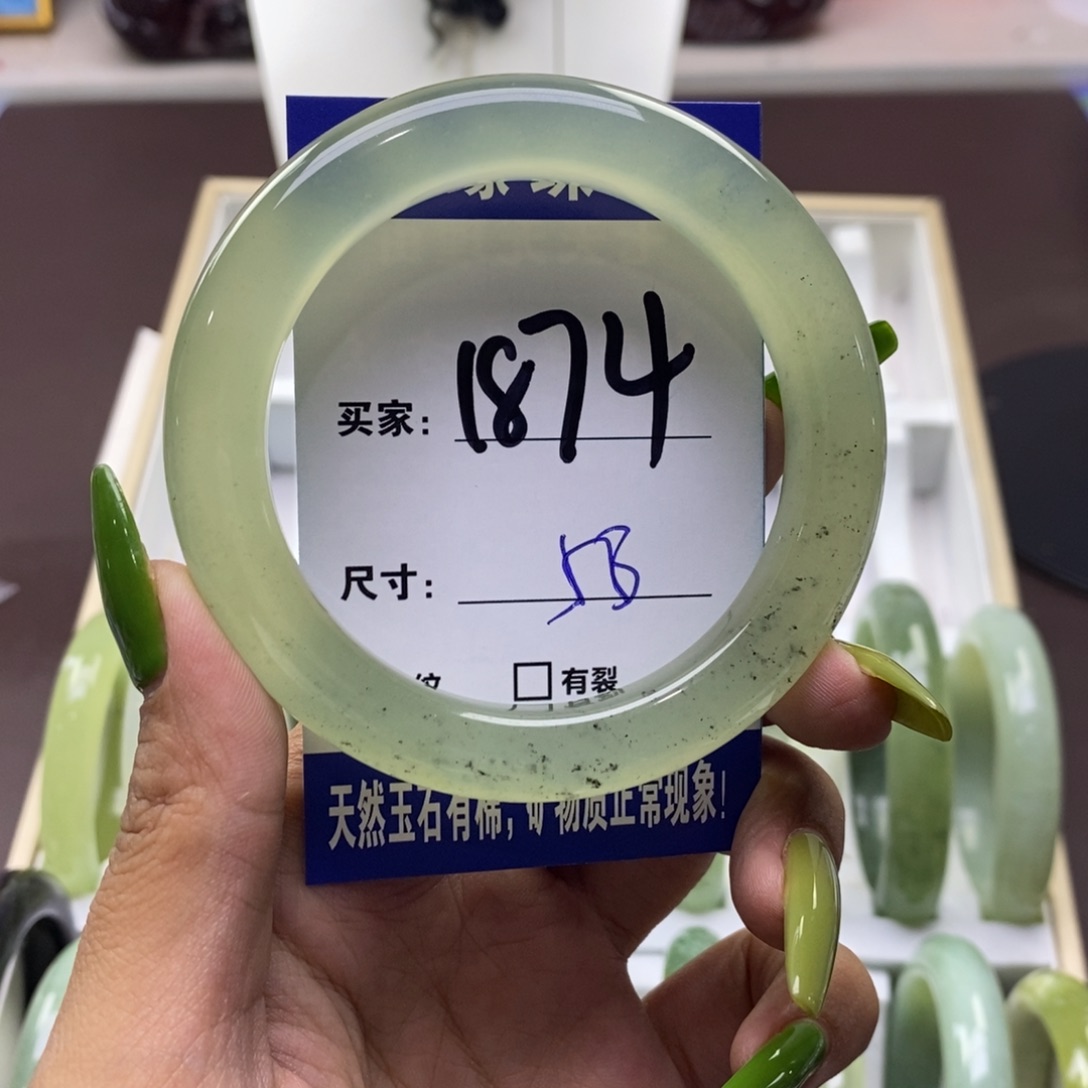 买家: 1874
尺寸: 58
纹 □有裂
天然玉石有棉, 矿物质正常现象!